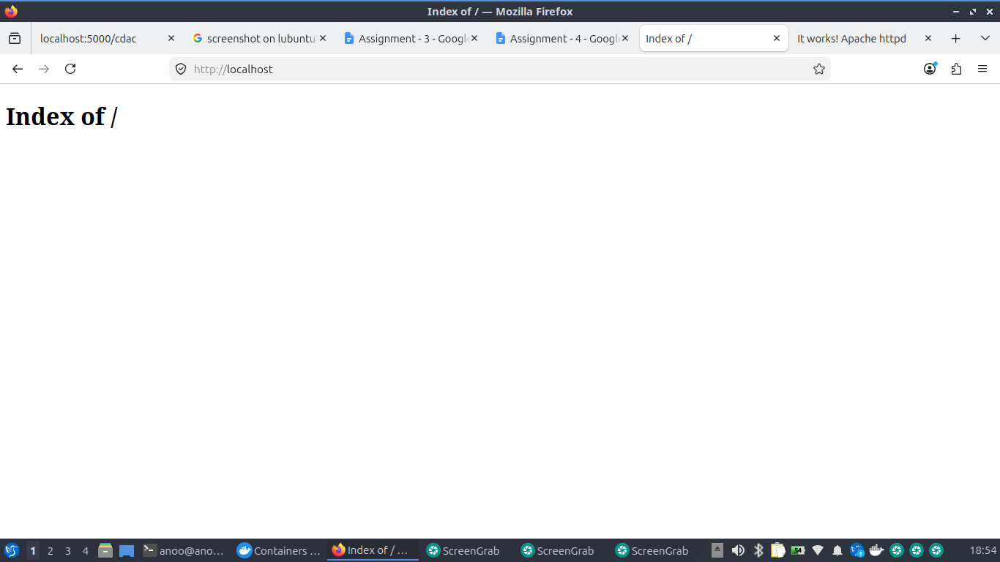 Index of / — Mozilla Firefox
localhost:5000/cdac
screenshot on lubuntu
Assignment - 3 - Google
Assignment - 4 - Google
Index of /
It works! Apache httpd
http://localhost
Index of /
1 2 3 4 anoo@ano... Containers ... Index of / ... ScreenGrab ScreenGrab ScreenGrab 54 18:54